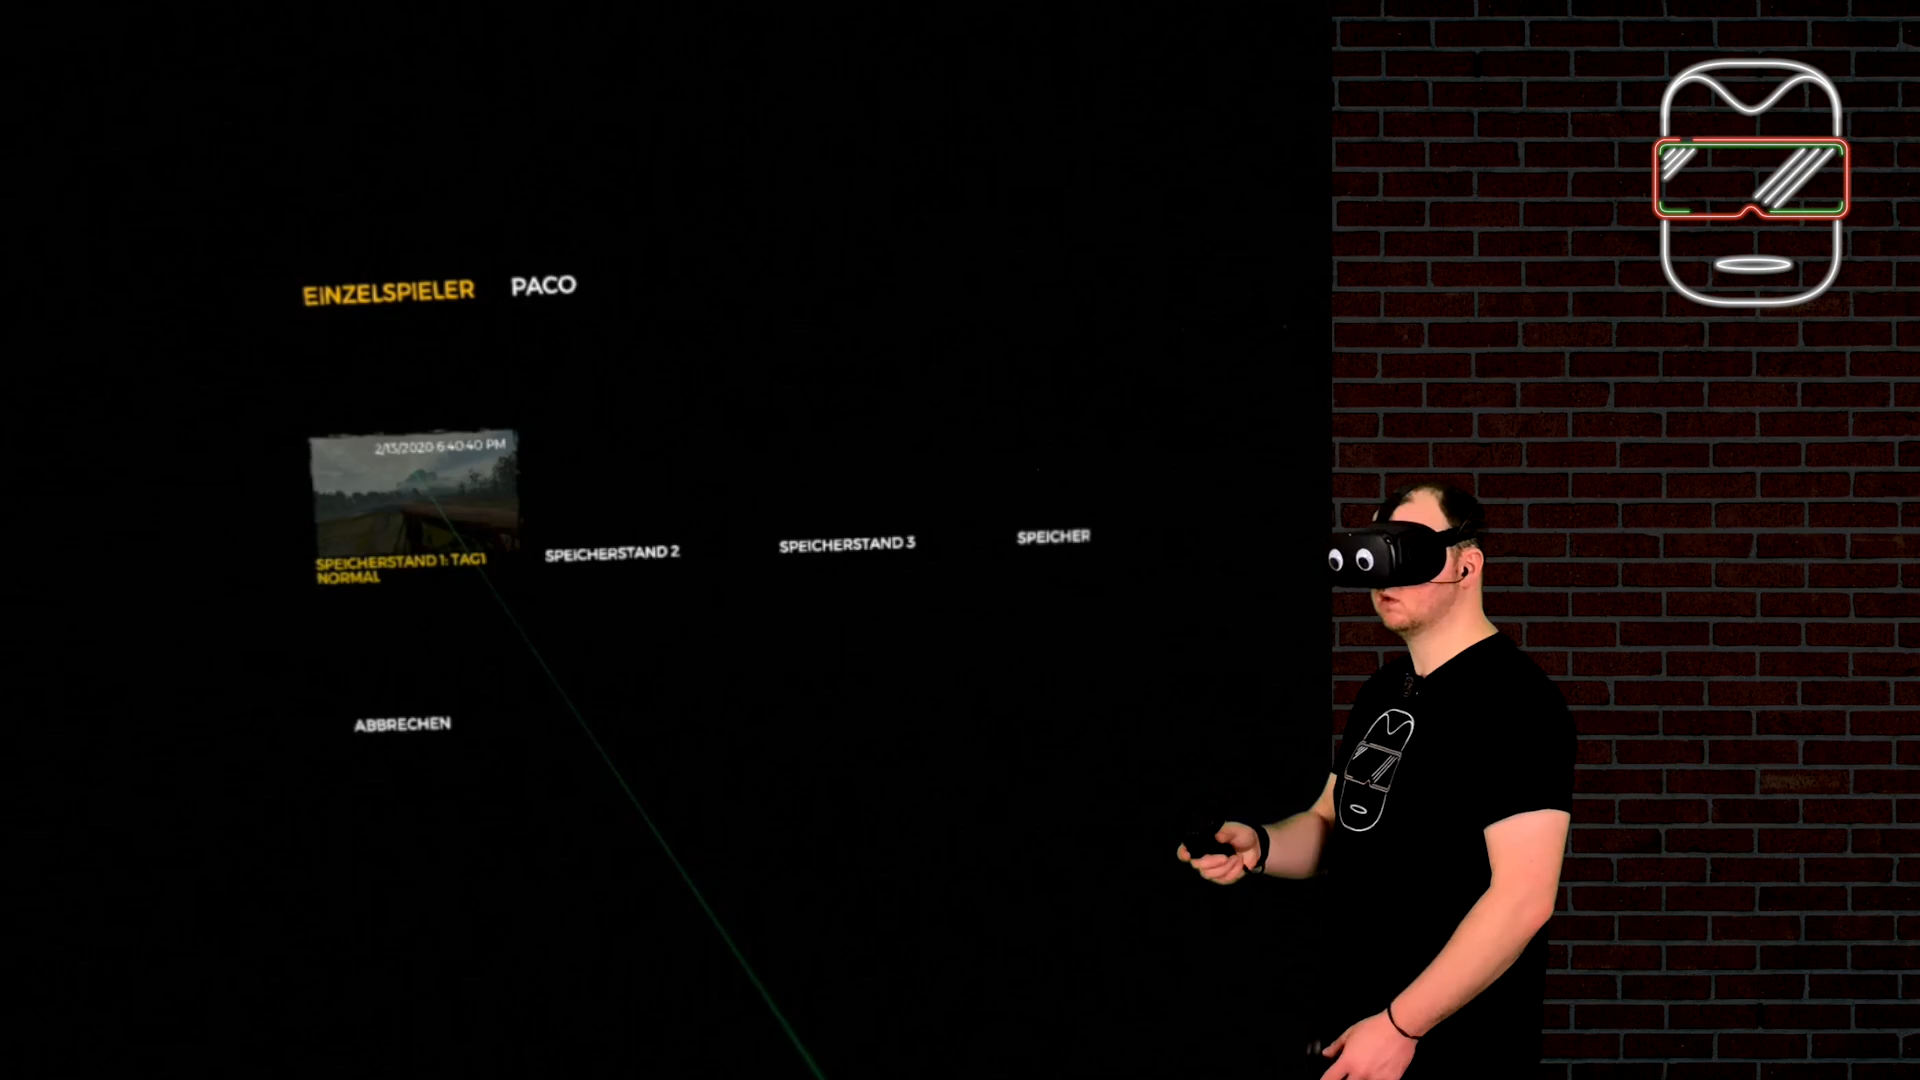 EINZELSPIELER PACO
2/13/2020 6:40:40 PM
SPEICHERSTAND 1: TAG1
NORMAL
SPEICHERSTAND 2
SPEICHERSTAND 3
SPEICHER
ABBRECHEN